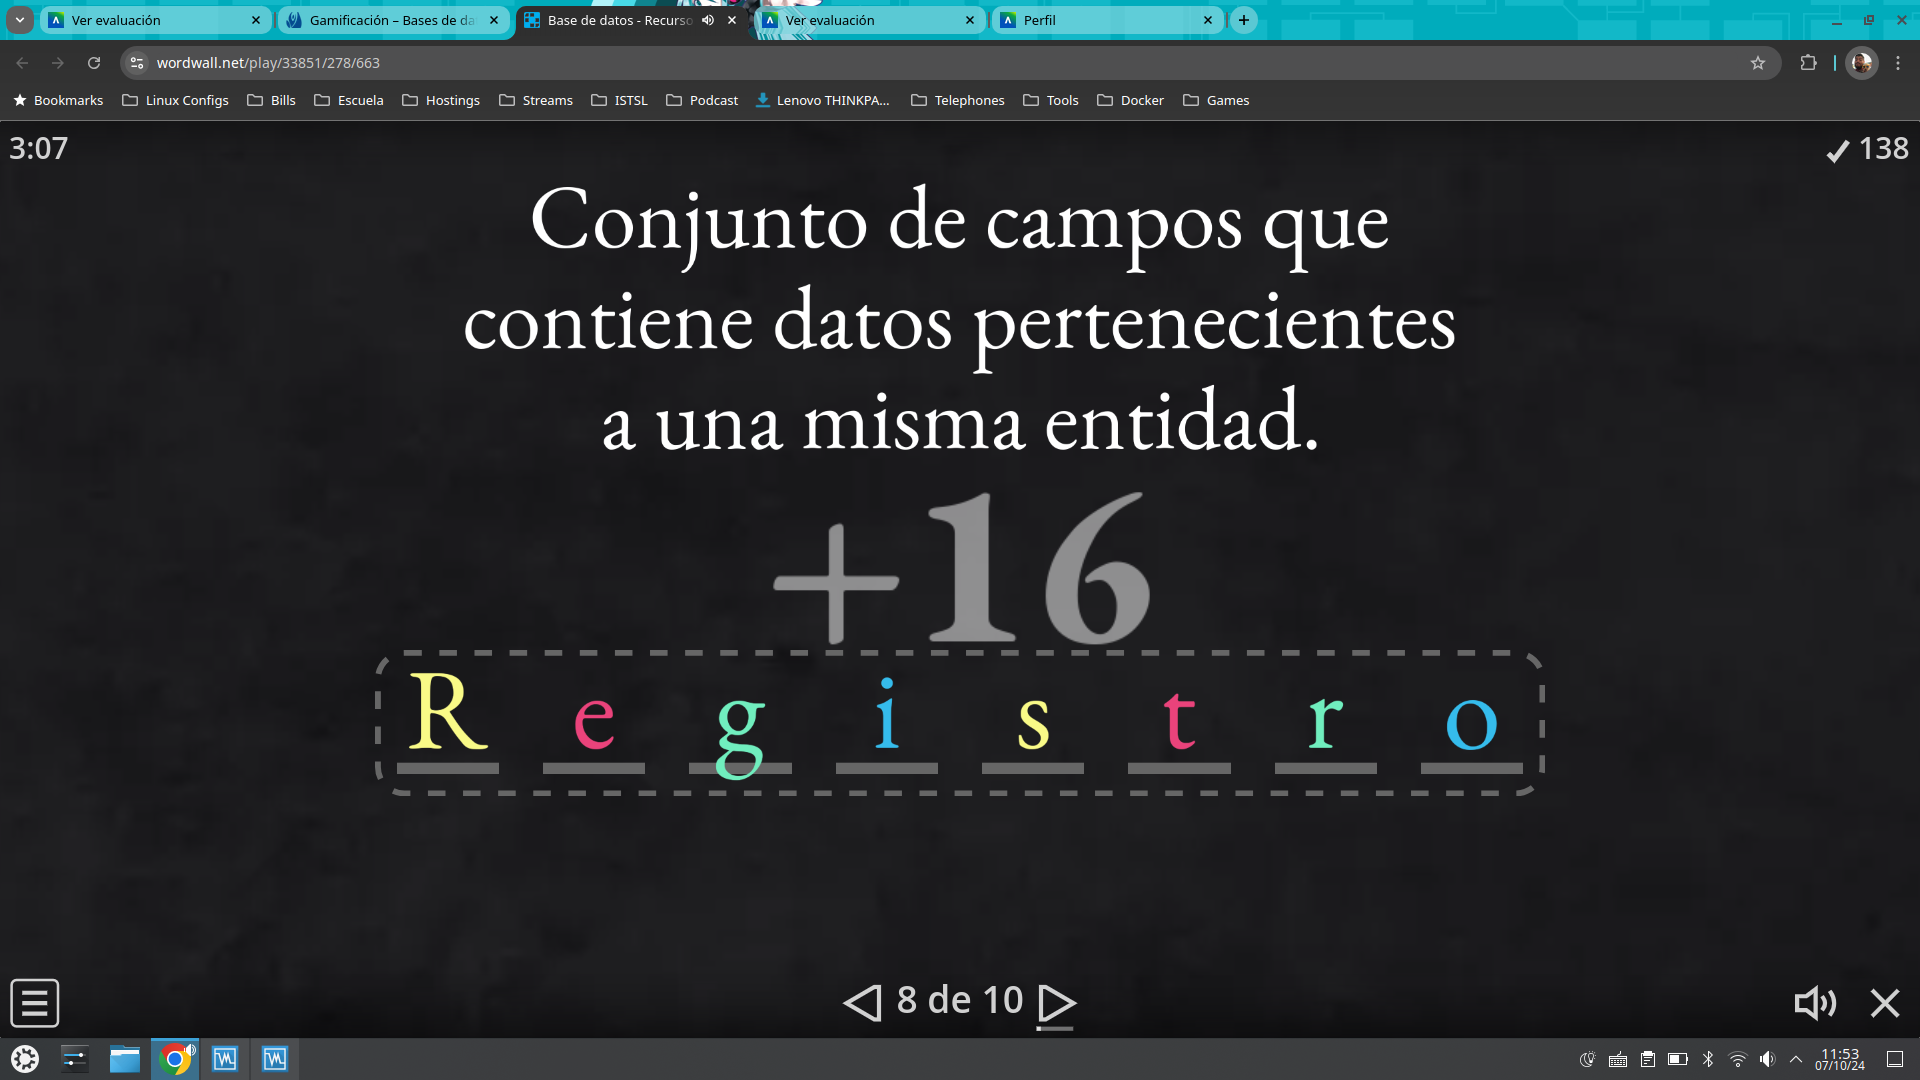 Ver evaluación
Gamificación – Bases de da
Base de datos - Recurso
Ver evaluación
Perfil
wordwall.net/play/33851/278/663
Bookmarks Linux Configs Bills Escuela Hostings Streams ISTSL Podcast Lenovo THINKPA... Telephones Tools Docker Games
3:07
138
Conjunto de campos que
contiene datos pertenecientes
a una misma entidad.
+16
R e g i s t r o
8 de 10
11:53
07/10/24